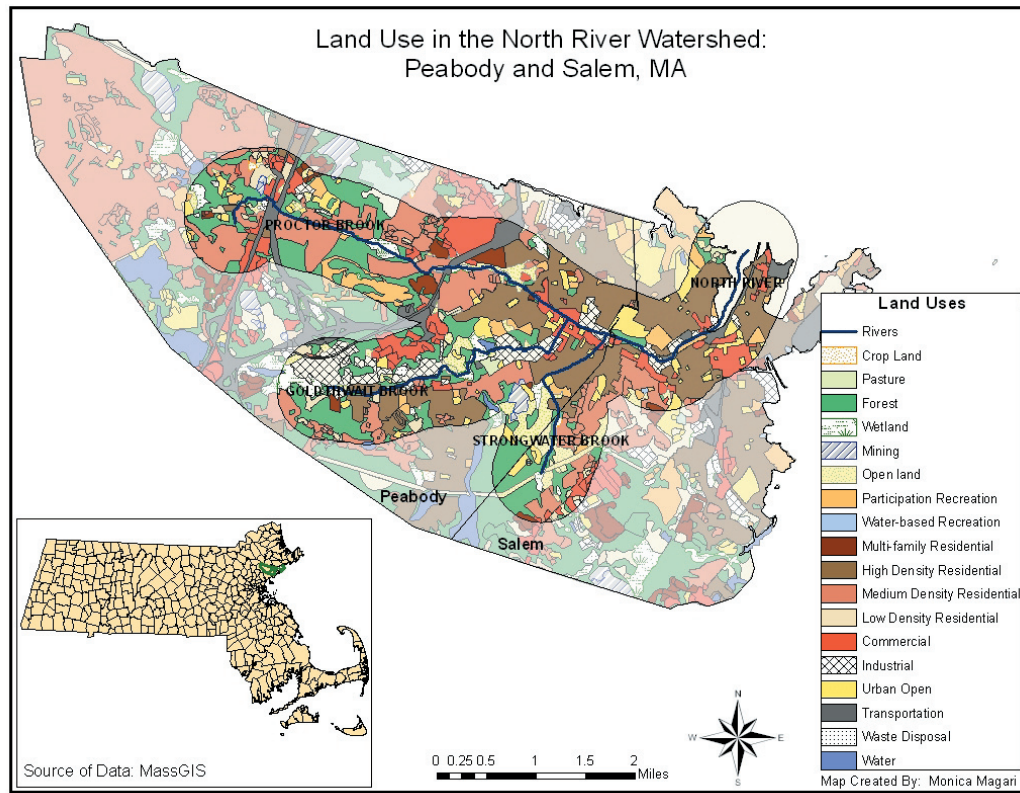 Land Use in the North River Watershed:
Peabody and Salem, MA
PROCTOR BROOK
NORTH RIVER
GOLDTHWAIT BROOK
STRONGWATER BROOK
Peabody
Salem
Land Uses
Rivers
Crop Land
Pasture
Forest
Wetland
Mining
Open land
Participation Recreation
Water-based Recreation
Multi-family Residential
High Density Residential
Medium Density Residential
Low Density Residential
Commercial
Industrial
Urban Open
Transportation
Waste Disposal
Water
Map Created By: Monica Magari
N
W E
S
0 0.25 0.5 1 1.5 2
Miles
Source of Data: MassGIS